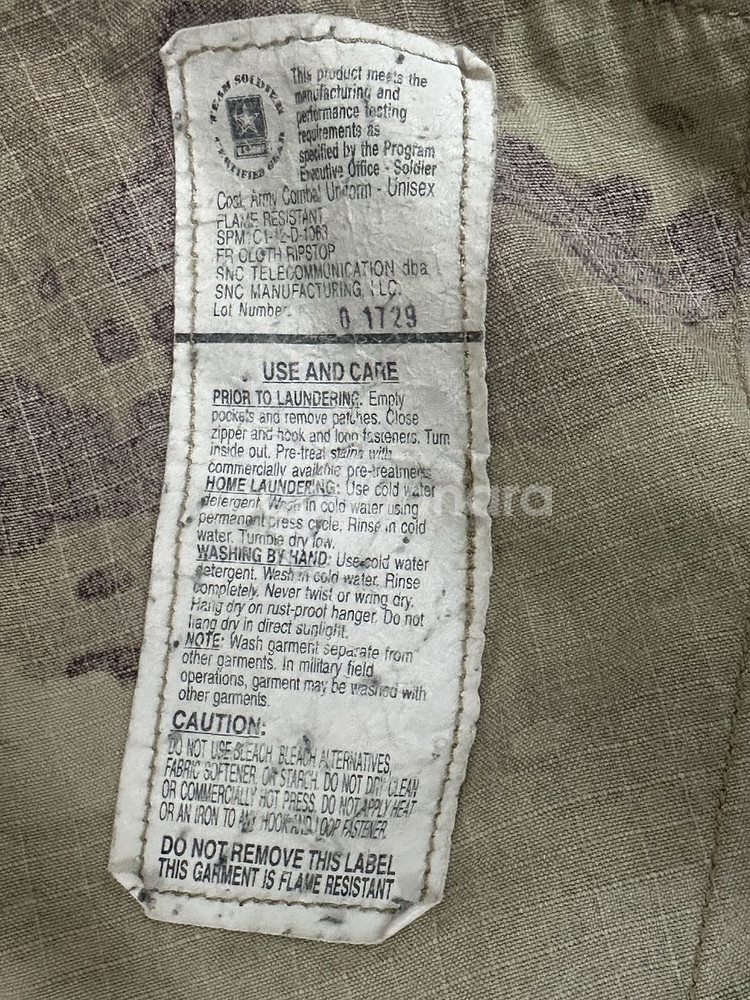 TEAM SOLDIER
CERTIFIED GEAR
This product meets the
manufacturing and
performance testing
requirements as
specified by the Program
Executive Office - Soldier
Coat, Army Combat Uniform - Unisex
FLAME RESISTANT
FR CLOTH RIPSTOP
SNC TELECOMMUNICATION dba
SNC MANUFACTURING LLC.
Lot Number. 0 1729
USE AND CARE
PRIOR TO LAUNDERING: Empty
pockets and remove patches. Close
zipper and hook and loop fasteners. Turn
inside out. Pre-treat stains with
commercially available pre-treatments
HOME LAUNDERING: Use cold water
detergent. Wash in cold water using
permanent press cycle. Rinse in cold
water. Tumble dry low.
WASHING BY HAND: Use cold water
detergent. Wash in cold water. Rinse
completely. Never twist or wring dry.
Hang dry on rust-proof hanger. Do not
hang dry in direct sunlight.
NOTE: Wash garment separate from
other garments. In military field
operations, garment may be washed with
other garments.
CAUTION:
DO NOT USE BLEACH, BLEACH ALTERNATIVES,
FABRIC SOFTENER, OR STARCH. DO NOT DRY CLEAN
OR COMMERCIALLY HOT PRESS. DO NOT APPLY HEAT
OR AN IRON TO ANY HOOK AND LOOP FASTENER.
DO NOT REMOVE THIS LABEL
THIS GARMENT IS FLAME RESISTANT